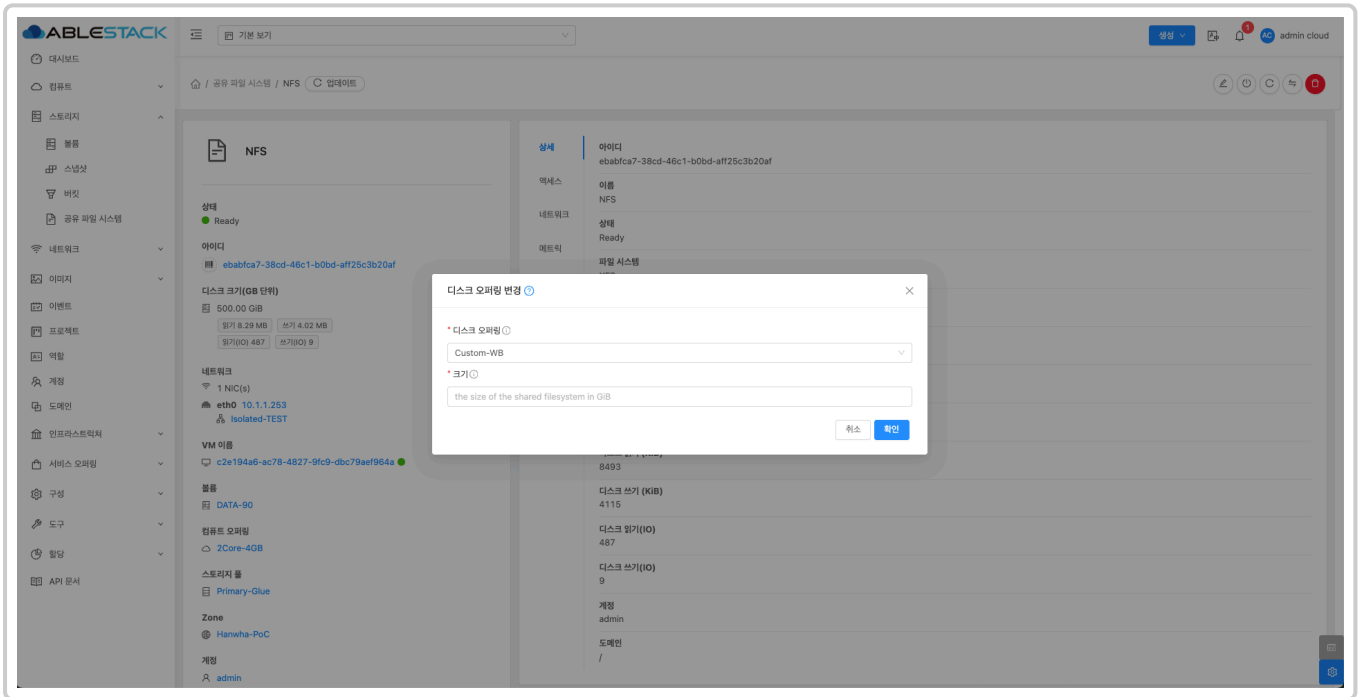 ABLESTACK
기본 보기
생성
1
AC admin cloud
대시보드
컴퓨트
스토리지
볼륨
스냅샷
버킷
공유 파일 시스템
네트워크
이미지
이벤트
프로젝트
역할
계정
도메인
인프라스트럭쳐
서비스 오퍼링
구성
도구
할당
API 문서
/ 공유 파일 시스템 / NFS 업데이트
NFS
상태
Ready
아이디
ebabfca7-38cd-46c1-b0bd-aff25c3b20af
디스크 크기(GB 단위)
500.00 GiB
읽기 8.29 MB 쓰기 4.02 MB
읽기(IO) 487 쓰기(IO) 9
네트워크
1 NIC(s)
eth0 10.1.1.253
Isolated-TEST
VM 이름
c2e194a6-ac78-4827-9fc9-dbc79aef964a
볼륨
DATA-90
컴퓨트 오퍼링
2Core-4GB
스토리지 풀
Primary-Glue
Zone
Hanwha-PoC
계정
admin
상세
액세스
네트워크
메트릭
아이디
ebabfca7-38cd-46c1-b0bd-aff25c3b20af
이름
NFS
상태
Ready
파일 시스템
디스크 오퍼링 변경
* 디스크 오퍼링
Custom-WB
* 크기
the size of the shared filesystem in GiB
취소 확인
8493
디스크 쓰기 (KiB)
4115
디스크 읽기(IO)
487
디스크 쓰기(IO)
9
계정
admin
도메인
/